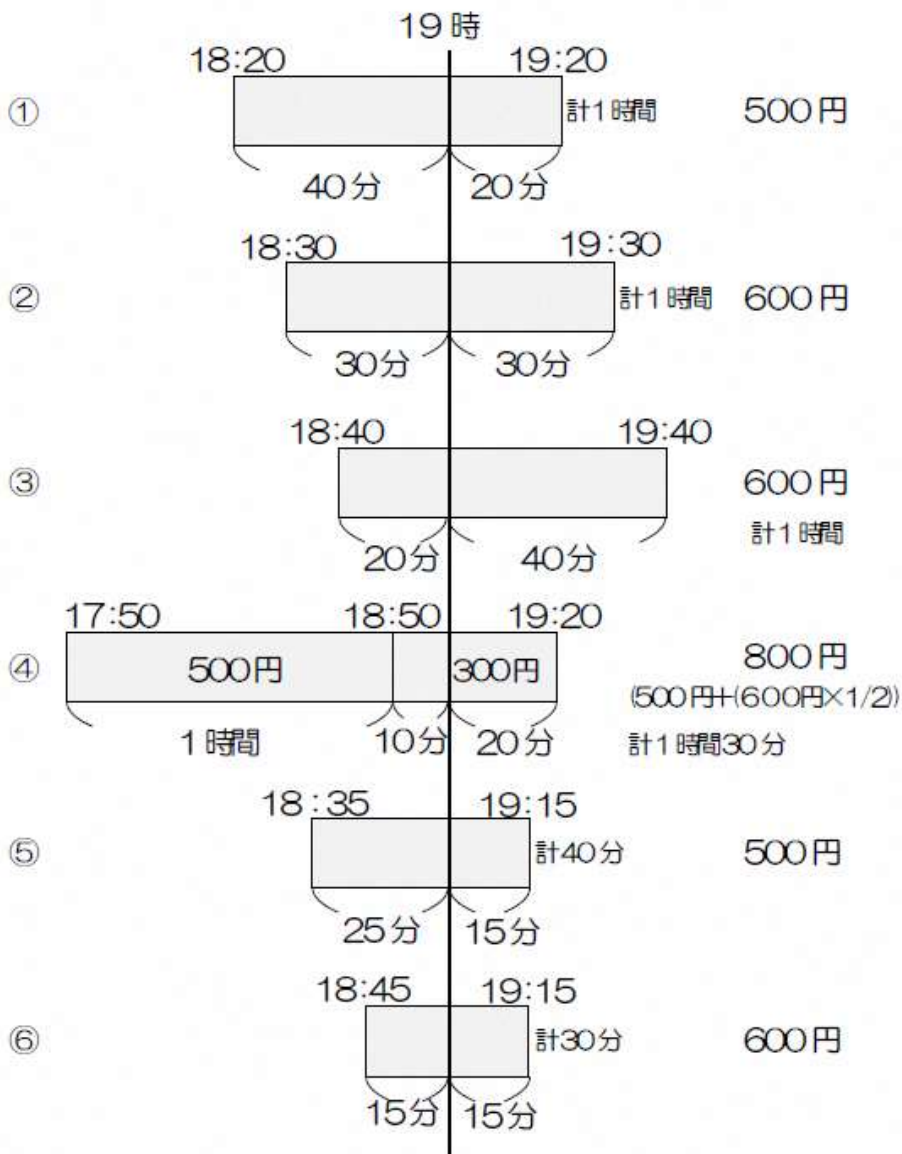 19時
18:20 19:20
① 計1時間 500円
40分 20分
18:30 19:30
② 計1時間 600円
30分 30分
18:40 19:40
③ 600円
計1時間
20分 40分
17:50 18:50 19:20
④ 500円 300円 800円
(500円+(600円×1/2))
1時間 10分 20分 計1時間30分
18:35 19:15
⑤ 計40分 500円
25分 15分
18:45 19:15
⑥ 計30分 600円
15分 15分